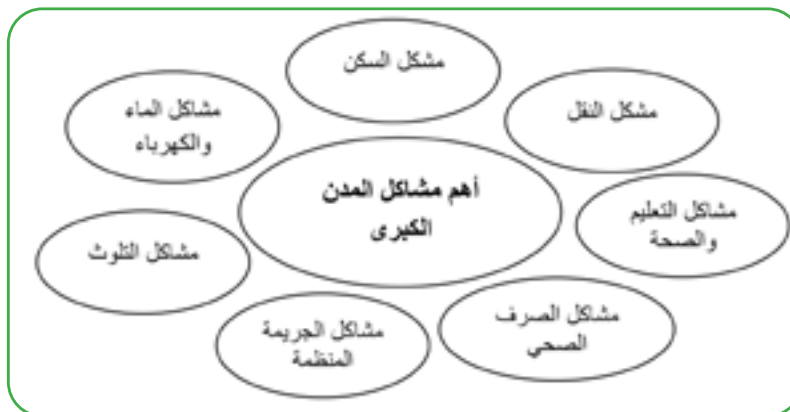 مشكل السكن
مشكل النقل
مشاكل الماء
والكهرباء
أهم مشاكل المدن
الكبرى
مشاكل التعليم
والصحة
مشاكل التلوث
مشاكل الصرف
الصحي
مشاكل الجريمة
المنظمة